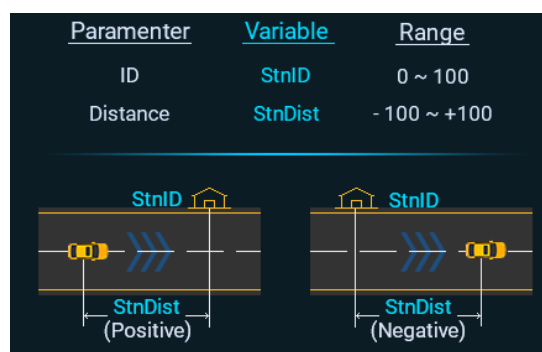 Paramenter Variable Range
ID StnID 0 ~ 100
Distance StnDist - 100 ~ +100
StnID StnID
StnDist StnDist
(Positive) (Negative)